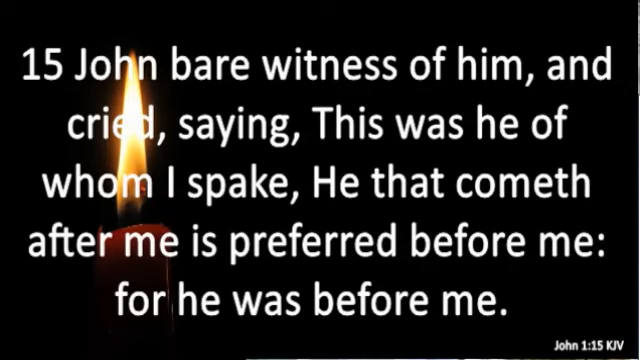 15 John bare witness of him, and
cried, saying, This was he of
whom I spake, He that cometh
after me is preferred before me:
for he was before me.
John 1:15 KJV